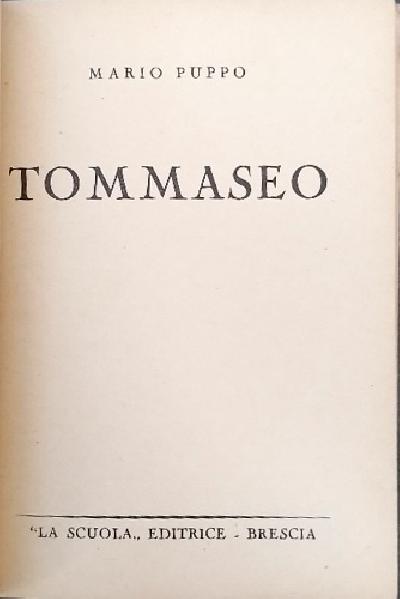 MARIO PUPPO
TOMMASEO
"LA SCUOLA„ EDITRICE - BRESCIA